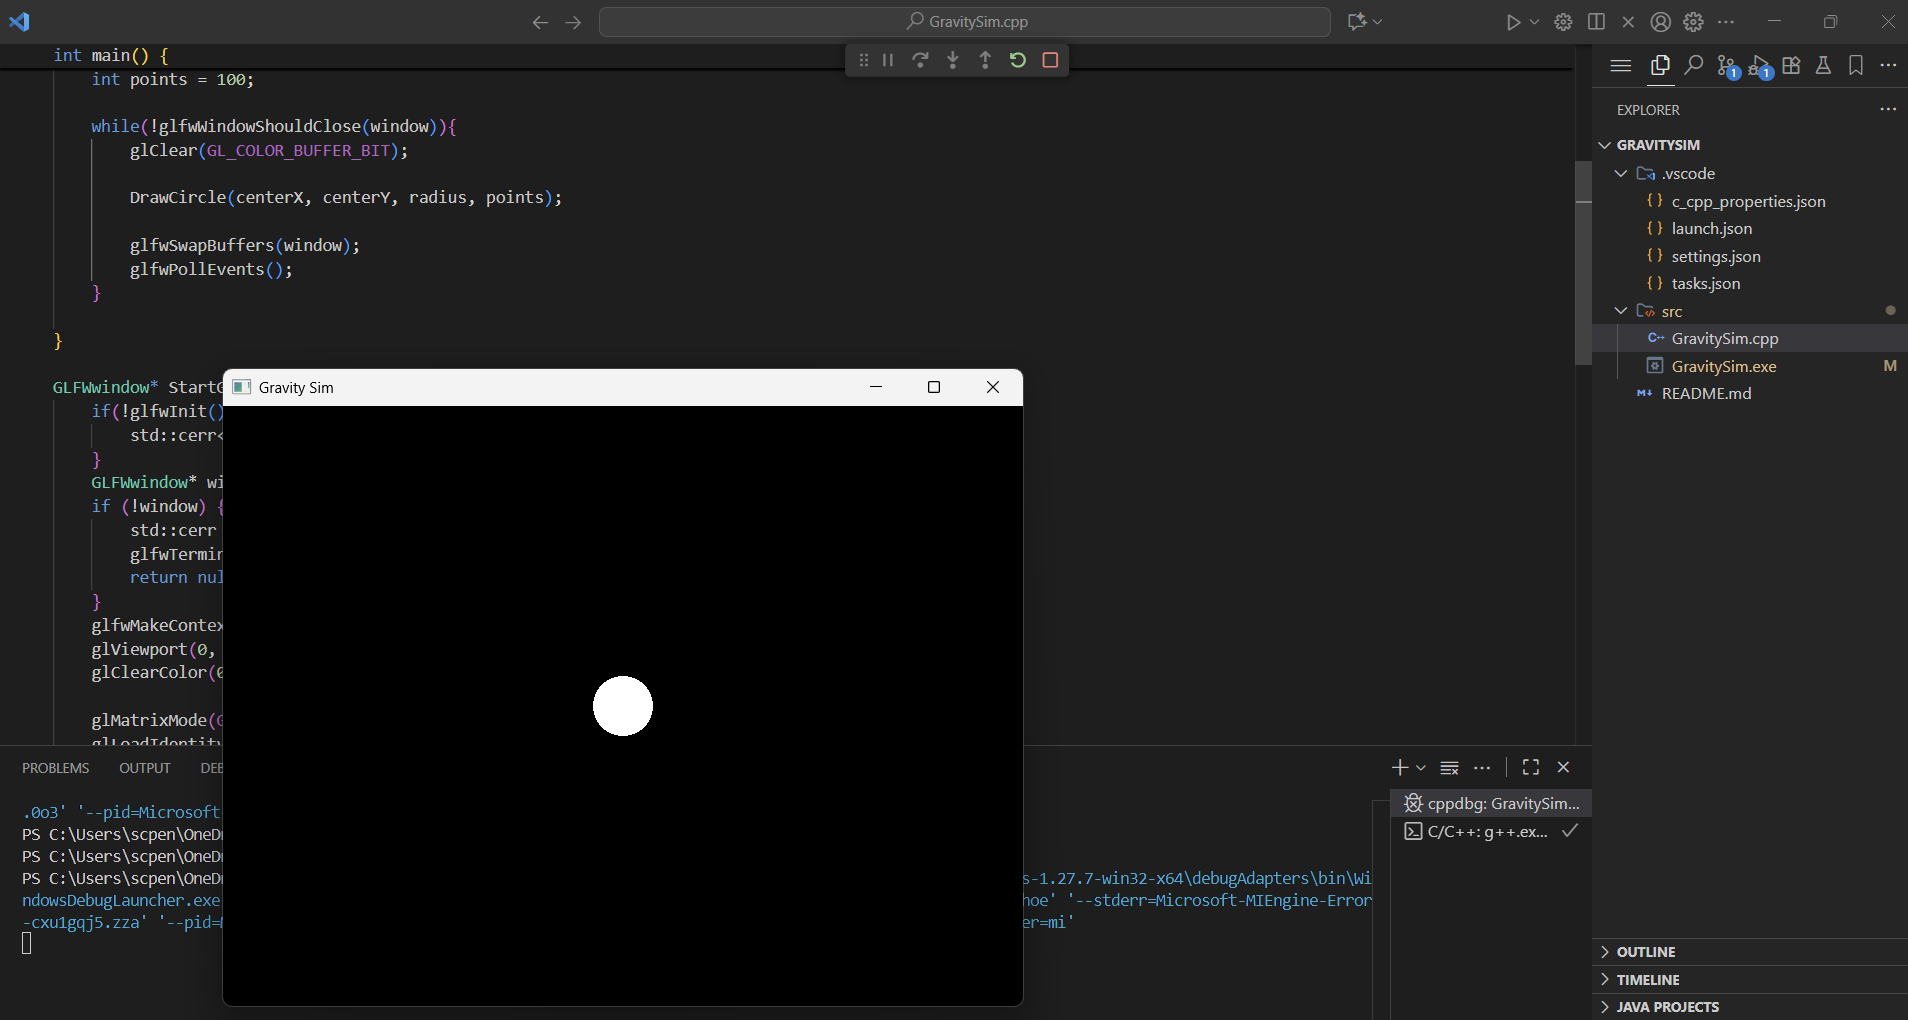 GravitySim.cpp
int main() {
int points = 100;
while(!glfwWindowShouldClose(window)){
glClear(GL_COLOR_BUFFER_BIT);
DrawCircle(centerX, centerY, radius, points);
glfwSwapBuffers(window);
glfwPollEvents();
}
}
GLFWwindow* Start
if(!glfwInit()
std::cerr<
}
GLFWwindow* wi
if (!window) {
std::cerr
glfwTermin
return nul
}
glfwMakeContex
glViewport(0,
glClearColor(0
glMatrixMode(G
glLoadIdentity
Gravity Sim
PROBLEMS OUTPUT DEB
.0o3' '--pid=Microsoft
PS C:\Users\scpen\OneDr
PS C:\Users\scpen\OneDr
PS C:\Users\scpen\OneDr s-1.27.7-win32-x64\debugAdapters\bin\Wi
ndowsDebugLauncher.exe hoe' '--stderr=Microsoft-MIEngine-Error
-cxu1gqj5.zza' '--pid=M er=mi'
cppdbg: GravitySim...
C/C++: g++.ex...
1
1
EXPLORER
GRAVITYSIM
.vscode
{} c_cpp_properties.json
{} launch.json
{} settings.json
{} tasks.json
src
C++ GravitySim.cpp
GravitySim.exe M
README.md
OUTLINE
TIMELINE
JAVA PROJECTS